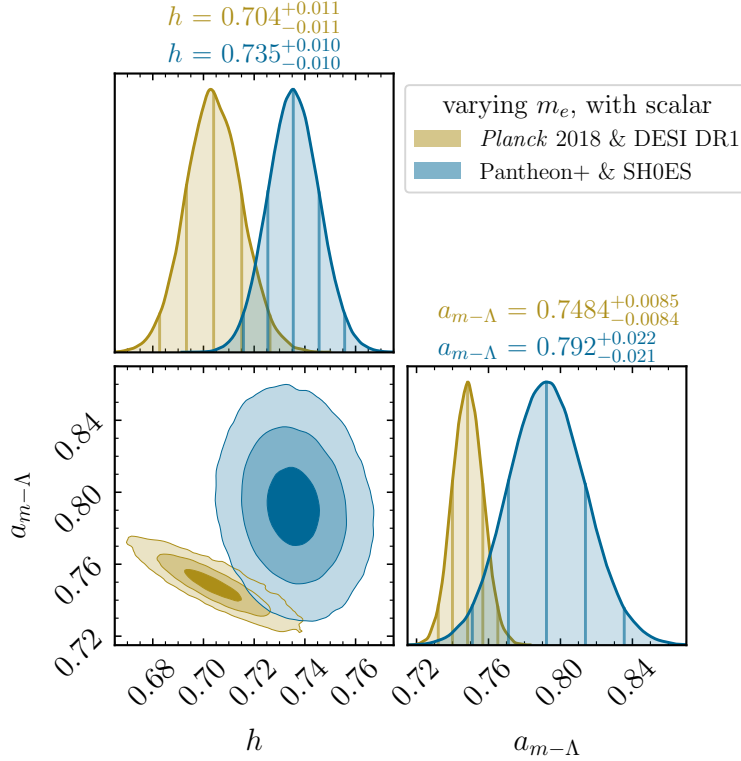 h = 0.704^{+0.011}_{-0.011}
h = 0.735^{+0.010}_{-0.010}
varying m_e, with scalar
Planck 2018 & DESI DR1
Pantheon+ & SH0ES
a_{m−Λ} = 0.7484^{+0.0085}_{-0.0084}
a_{m−Λ} = 0.792^{+0.022}_{-0.021}
a_{m−Λ}
0.84
0.80
0.76
0.72
0.68 0.70 0.72 0.74 0.76
h
0.72 0.76 0.80 0.84
a_{m−Λ}